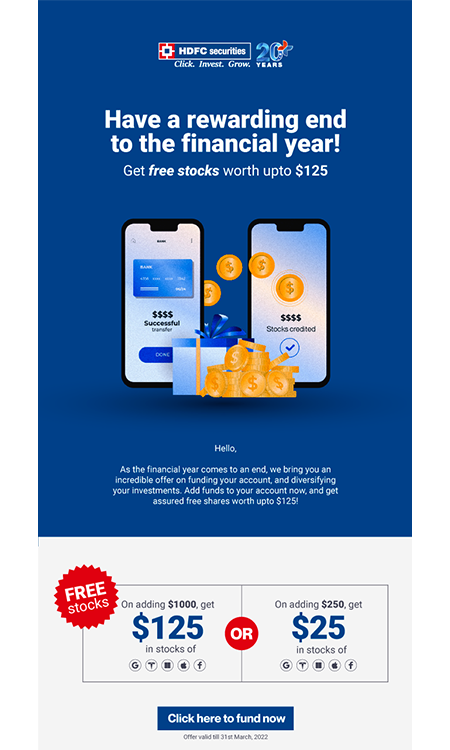 HDFC securities
Click. Invest. Grow.
20+
YEARS
Have a rewarding end
to the financial year!
Get free stocks worth upto $125
BANK
BANK
$$$$
Successful
transfer
DONE
$$$$
Stocks credited
Hello,
As the financial year comes to an end, we bring you an
incredible offer on funding your account, and diversifying
your investments. Add funds to your account now, and get
assured free shares worth upto $125!
FREE
stocks
On adding $1000, get
$125
in stocks of
OR
On adding $250, get
$25
in stocks of
Click here to fund now
Offer valid till 31st March, 2022